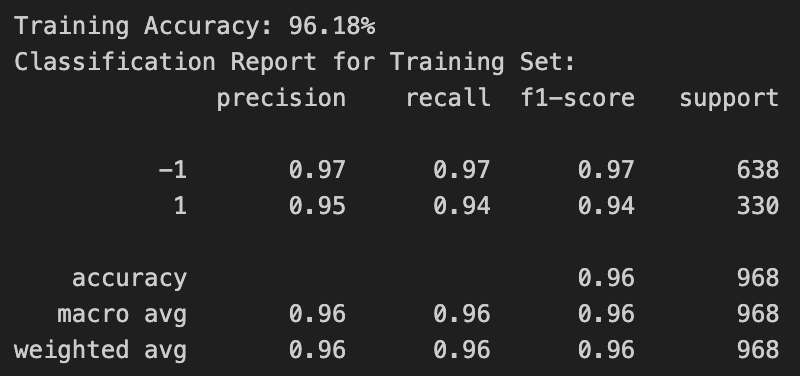 Training Accuracy: 96.18%
Classification Report for Training Set:
precision recall f1-score support
-1 0.97 0.97 0.97 638
1 0.95 0.94 0.94 330
accuracy 0.96 968
macro avg 0.96 0.96 0.96 968
weighted avg 0.96 0.96 0.96 968